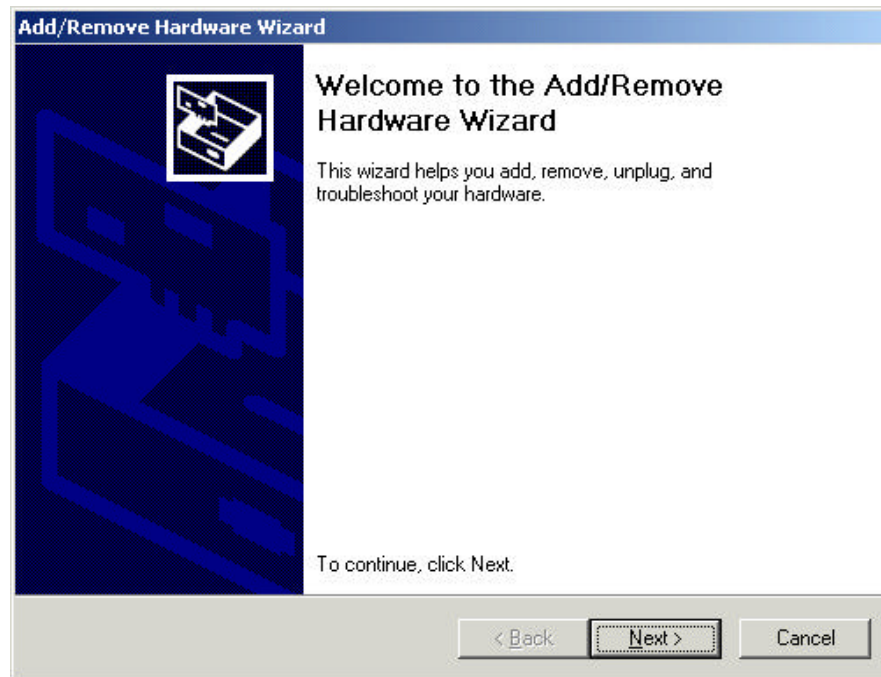 Add/Remove Hardware Wizard
Welcome to the Add/Remove
Hardware Wizard
This wizard helps you add, remove, unplug, and
troubleshoot your hardware.
To continue, click Next.
< Back Next > Cancel